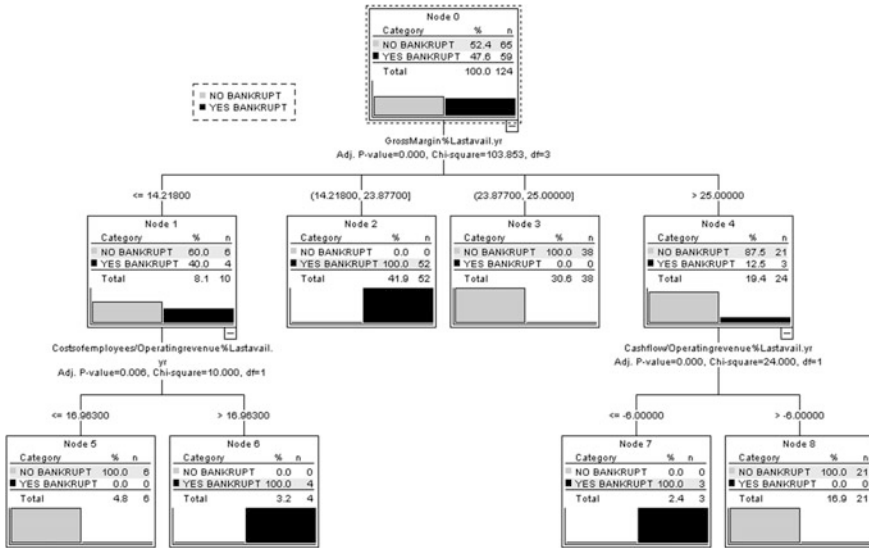 Node 0
Category % n
NO BANKRUPT 52.4 65
YES BANKRUPT 47.6 59
Total 100.0 124
NO BANKRUPT
YES BANKRUPT
GrossMargin%Lastavail.yr
Adj. P-value=0.000, Chi-square=103.853, df=3
<= 14.21800
(14.21800, 23.87700]
(23.87700, 25.00000]
> 25.00000
Node 1
Category % n
NO BANKRUPT 60.0 6
YES BANKRUPT 40.0 4
Total 8.1 10
Node 2
Category % n
NO BANKRUPT 0.0 0
YES BANKRUPT 100.0 52
Total 41.9 52
Node 3
Category % n
NO BANKRUPT 100.0 38
YES BANKRUPT 0.0 0
Total 30.6 38
Node 4
Category % n
NO BANKRUPT 87.5 21
YES BANKRUPT 12.5 3
Total 19.4 24
Costsofemployees/Operatingrevenue%Lastavail.
yr
Adj. P-value=0.006, Chi-square=10.000, df=1
Cashflow/Operatingrevenue%Lastavail.yr
Adj. P-value=0.000, Chi-square=24.000, df=1
<= 16.96300
> 16.96300
<= -6.00000
> -6.00000
Node 5
Category % n
NO BANKRUPT 100.0 6
YES BANKRUPT 0.0 0
Total 4.8 6
Node 6
Category % n
NO BANKRUPT 0.0 0
YES BANKRUPT 100.0 4
Total 3.2 4
Node 7
Category % n
NO BANKRUPT 0.0 0
YES BANKRUPT 100.0 3
Total 2.4 3
Node 8
Category % n
NO BANKRUPT 100.0 21
YES BANKRUPT 0.0 0
Total 16.9 21